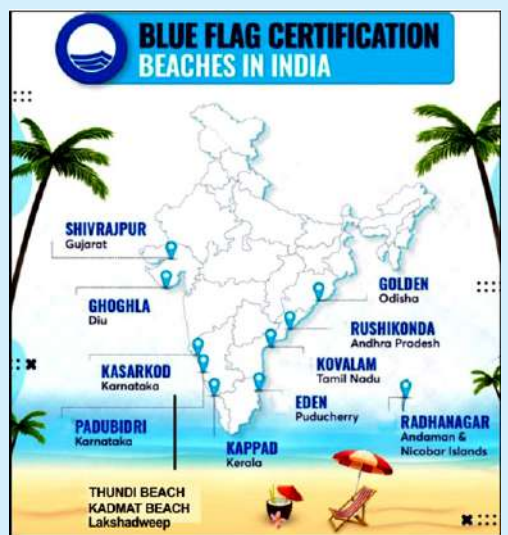 BLUE FLAG CERTIFICATION
BEACHES IN INDIA
SHIVRAJPUR
Gujarat
GHOGHLA
Diu
GOLDEN
Odisha
RUSHIKONDA
Andhra Pradesh
KASARKOD
Karnataka
KOVALAM
Tamil Nadu
PADUBIDRI
Karnataka
KAPPAD
Kerala
EDEN
Puducherry
RADHANAGAR
Andaman &
Nicobar Islands
THUNDI BEACH
KADMAT BEACH
Lakshadweep